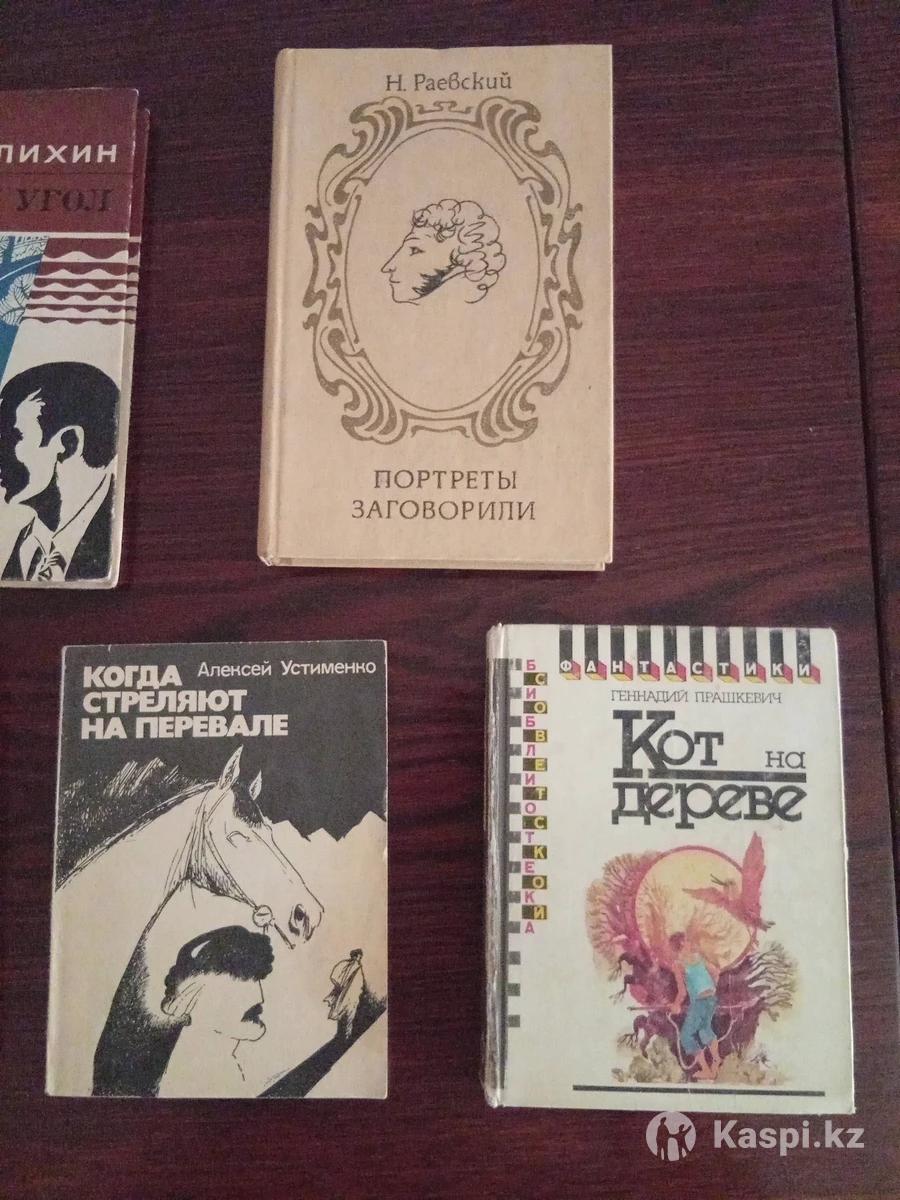 ЛИХИН
УГОЛ
Н. Раевский
ПОРТРЕТЫ
ЗАГОВОРИЛИ
КОГДА
СТРЕЛЯЮТ
НА ПЕРЕВАЛЕ
Алексей Устименко
БИБЛИОТЕКА
СОВЕТСКОЙ
ФАНТАСТИКИ
ГЕННАДИЙ ПРАШКЕВИЧ
Кот на
дереве
Kaspi.kz